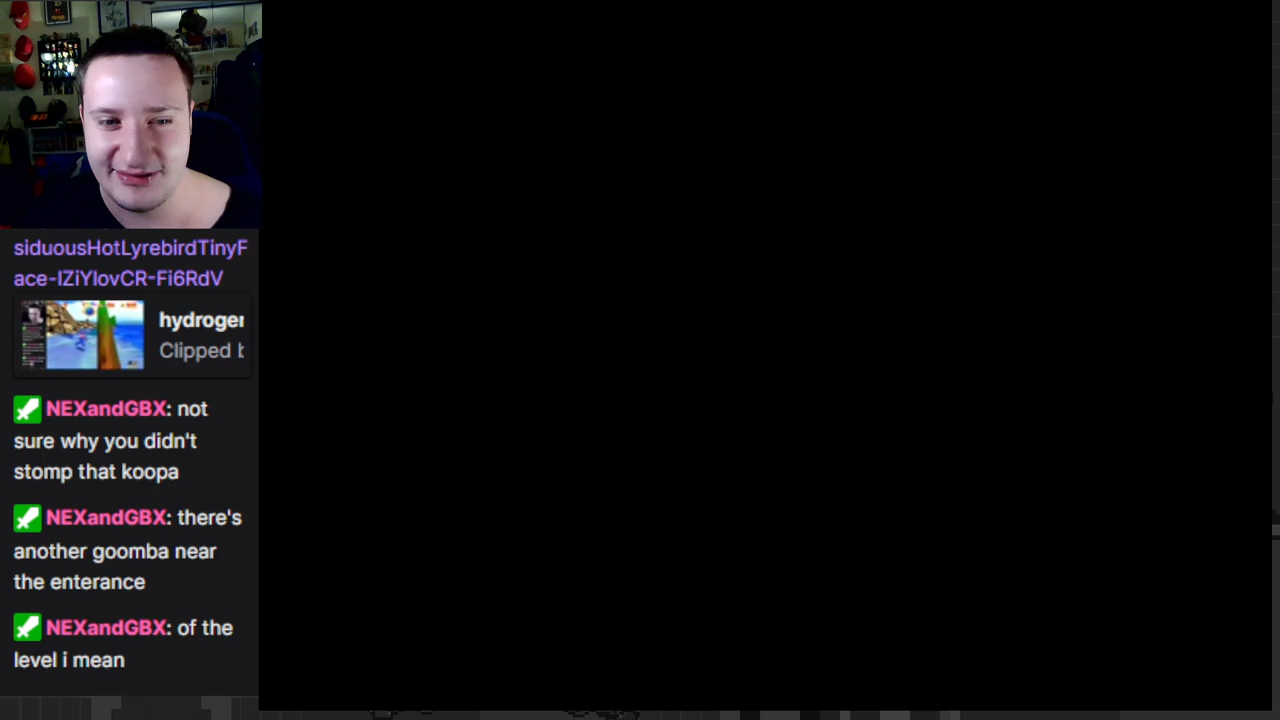 siduousHotLyrebirdTinyF
ace-IZiYlovCR-Fi6RdV
hydroger
Clipped b
NEXandGBX: not
sure why you didn't
stomp that koopa
NEXandGBX: there's
another goomba near
the enterance
NEXandGBX: of the
level i mean